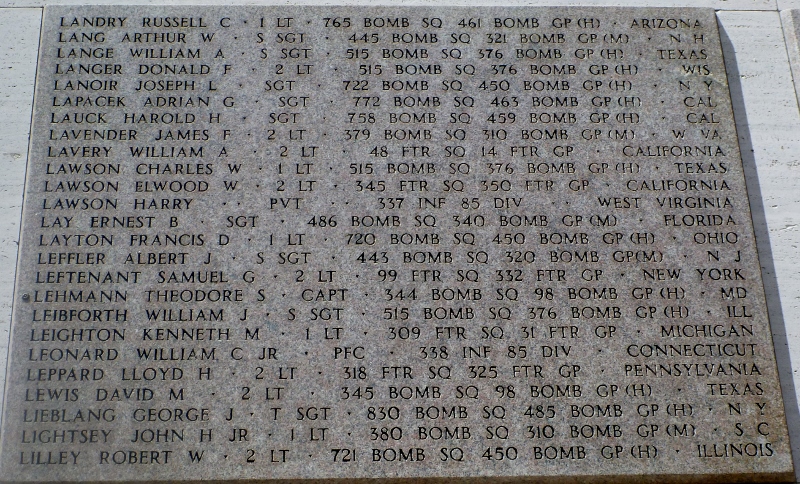 LANDRY RUSSELL C · 1 LT · 765 BOMB SQ 461 BOMB GP (H) · ARIZONA
LANG ARTHUR W · S SGT · 445 BOMB SQ 321 BOMB GP (M) · N H
LANGE WILLIAM A · S SGT · 515 BOMB SQ 376 BOMB GP (H) · TEXAS
LANGER DONALD F · 2 LT · 515 BOMB SQ 376 BOMB GP (H) · WIS
LANOIR JOSEPH L · SGT · 722 BOMB SQ 450 BOMB GP (H) · N Y
LAPACEK ADRIAN G · SGT · 772 BOMB SQ 463 BOMB GP (H) · CAL
LAUCK HAROLD H · SGT · 758 BOMB SQ 459 BOMB GP (H) · CAL
LAVENDER JAMES F · 2 LT · 379 BOMB SQ 310 BOMB GP (M) · W VA
LAVERY WILLIAM A · 2 LT · 48 FTR SQ 14 FTR GP · CALIFORNIA
LAWSON CHARLES W · 1 LT · 515 BOMB SQ 376 BOMB GP (H) · TEXAS
LAWSON ELWOOD W · 2 LT · 345 FTR SQ 350 FTR GP · CALIFORNIA
LAWSON HARRY · PVT · 337 INF 85 DIV · WEST VIRGINIA
LAY ERNEST B · SGT · 486 BOMB SQ 340 BOMB GP (M) · FLORIDA
LAYTON FRANCIS D · 1 LT · 720 BOMB SQ 450 BOMB GP (H) · OHIO
LEFFLER ALBERT J · S SGT · 443 BOMB SQ 320 BOMB GP(M) · N J
LEFTENANT SAMUEL G · 2 LT · 99 FTR SQ 332 FTR GP · NEW YORK
LEHMANN THEODORE S · CAPT · 344 BOMB SQ 98 BOMB GP (H) · MD
LEIBFORTH WILLIAM J · S SGT · 515 BOMB SQ 376 BOMB GP (H) · ILL
LEIGHTON KENNETH M · 1 LT · 309 FTR SQ 31 FTR GP · MICHIGAN
LEONARD WILLIAM C JR · PFC · 338 INF 85 DIV · CONNECTICUT
LEPPARD LLOYD H · 2 LT · 318 FTR SQ 325 FTR GP · PENNSYLVANIA
LEWIS DAVID M · 2 LT · 345 BOMB SQ 98 BOMB GP (H) · TEXAS
LIEBLANG GEORGE J · T SGT · 830 BOMB SQ 485 BOMB GP (H) · N Y
LIGHTSEY JOHN H JR · 1 LT · 380 BOMB SQ 310 BOMB GP (M) · S C
LILLEY ROBERT W · 2 LT · 721 BOMB SQ 450 BOMB GP (H) · ILLINOIS